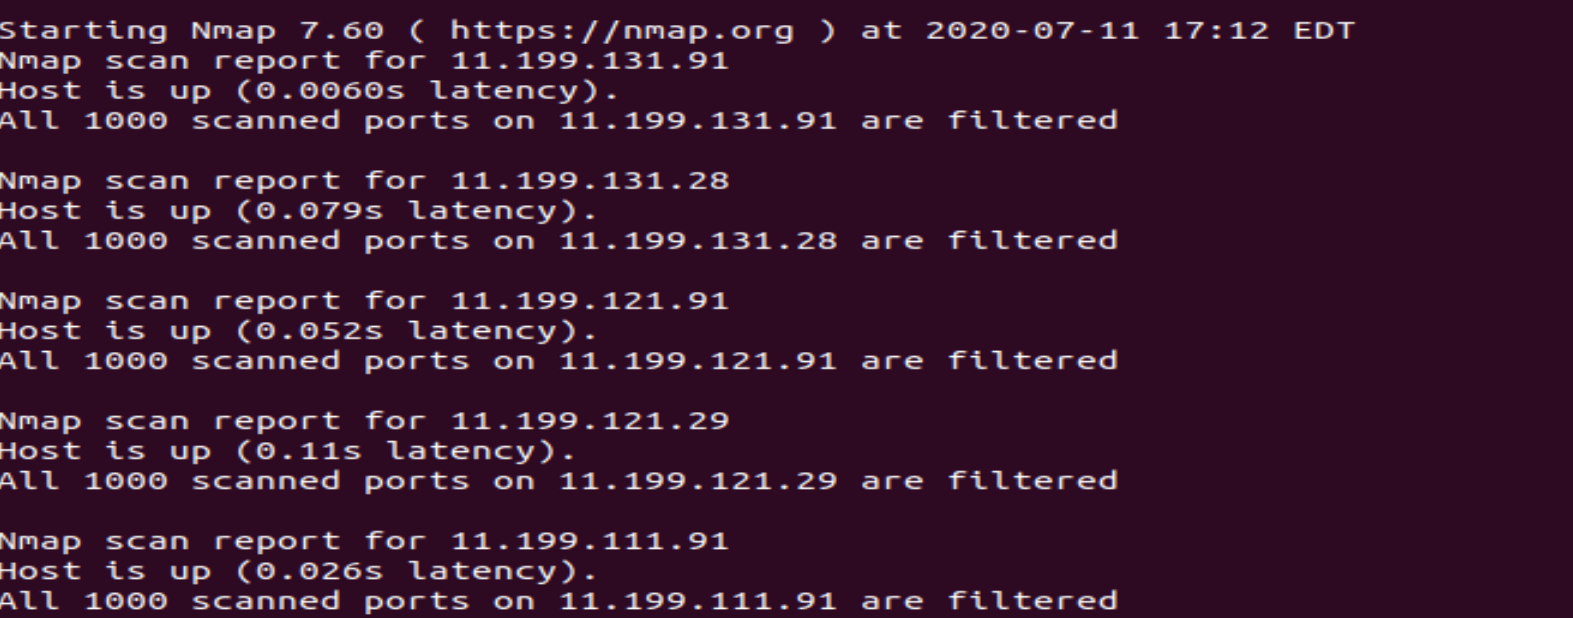 Starting Nmap 7.60 ( https://nmap.org ) at 2020-07-11 17:12 EDT
Nmap scan report for 11.199.131.91
Host is up (0.0060s latency).
All 1000 scanned ports on 11.199.131.91 are filtered
Nmap scan report for 11.199.131.28
Host is up (0.079s latency).
All 1000 scanned ports on 11.199.131.28 are filtered
Nmap scan report for 11.199.121.91
Host is up (0.052s latency).
All 1000 scanned ports on 11.199.121.91 are filtered
Nmap scan report for 11.199.121.29
Host is up (0.11s latency).
All 1000 scanned ports on 11.199.121.29 are filtered
Nmap scan report for 11.199.111.91
Host is up (0.026s latency).
All 1000 scanned ports on 11.199.111.91 are filtered